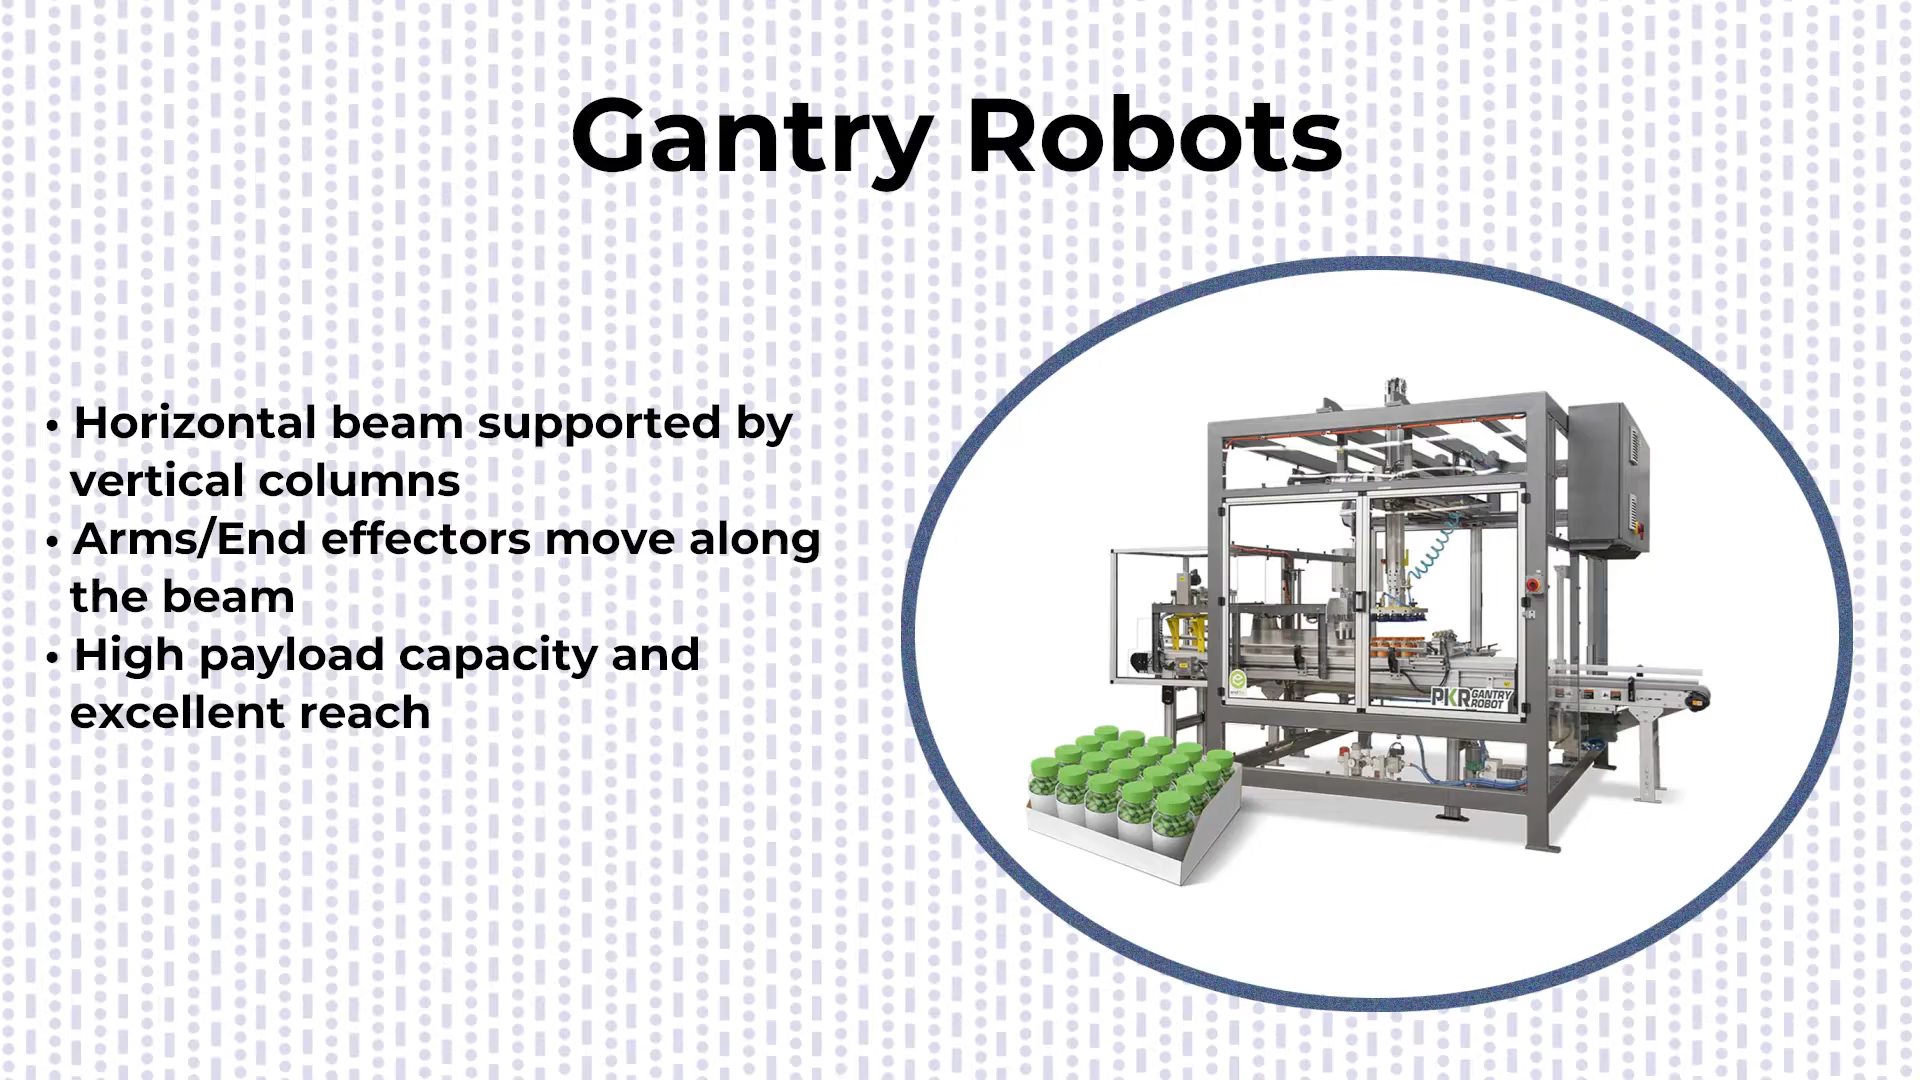 Gantry Robots
• Horizontal beam supported by
vertical columns
• Arms/End effectors move along
the beam
• High payload capacity and
excellent reach
PKR GANTRY
ROBOT